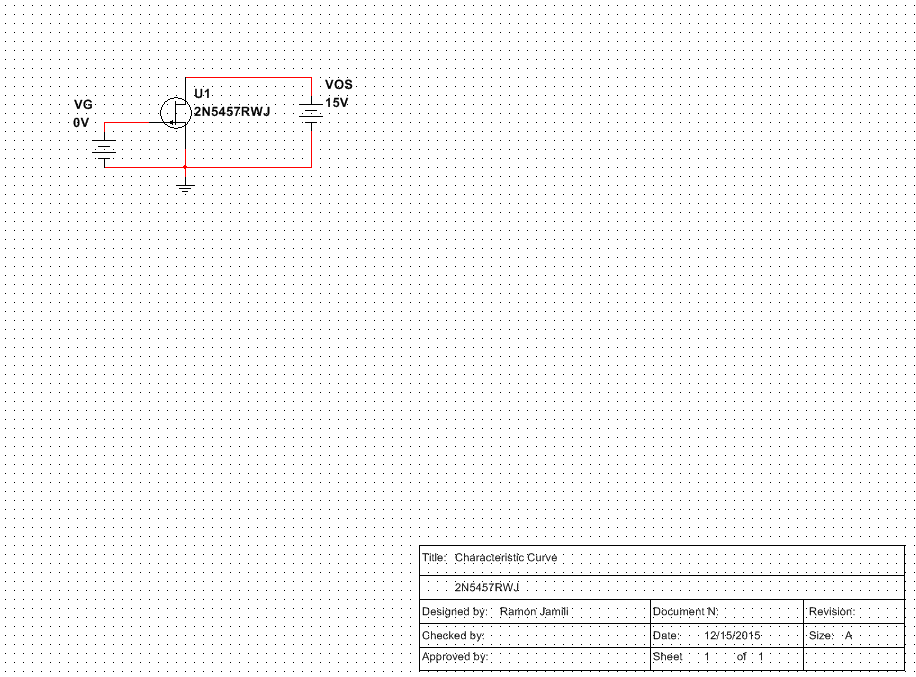 VG
0V
U1
2N5457RWJ
VOS
15V
Title: Characteristic Curve
2N5457RWJ
Designed by: Ramon Jamili
Document N:
Revision:
Checked by:
Date: 12/15/2015
Size: A
Approved by:
Sheet 1 of 1